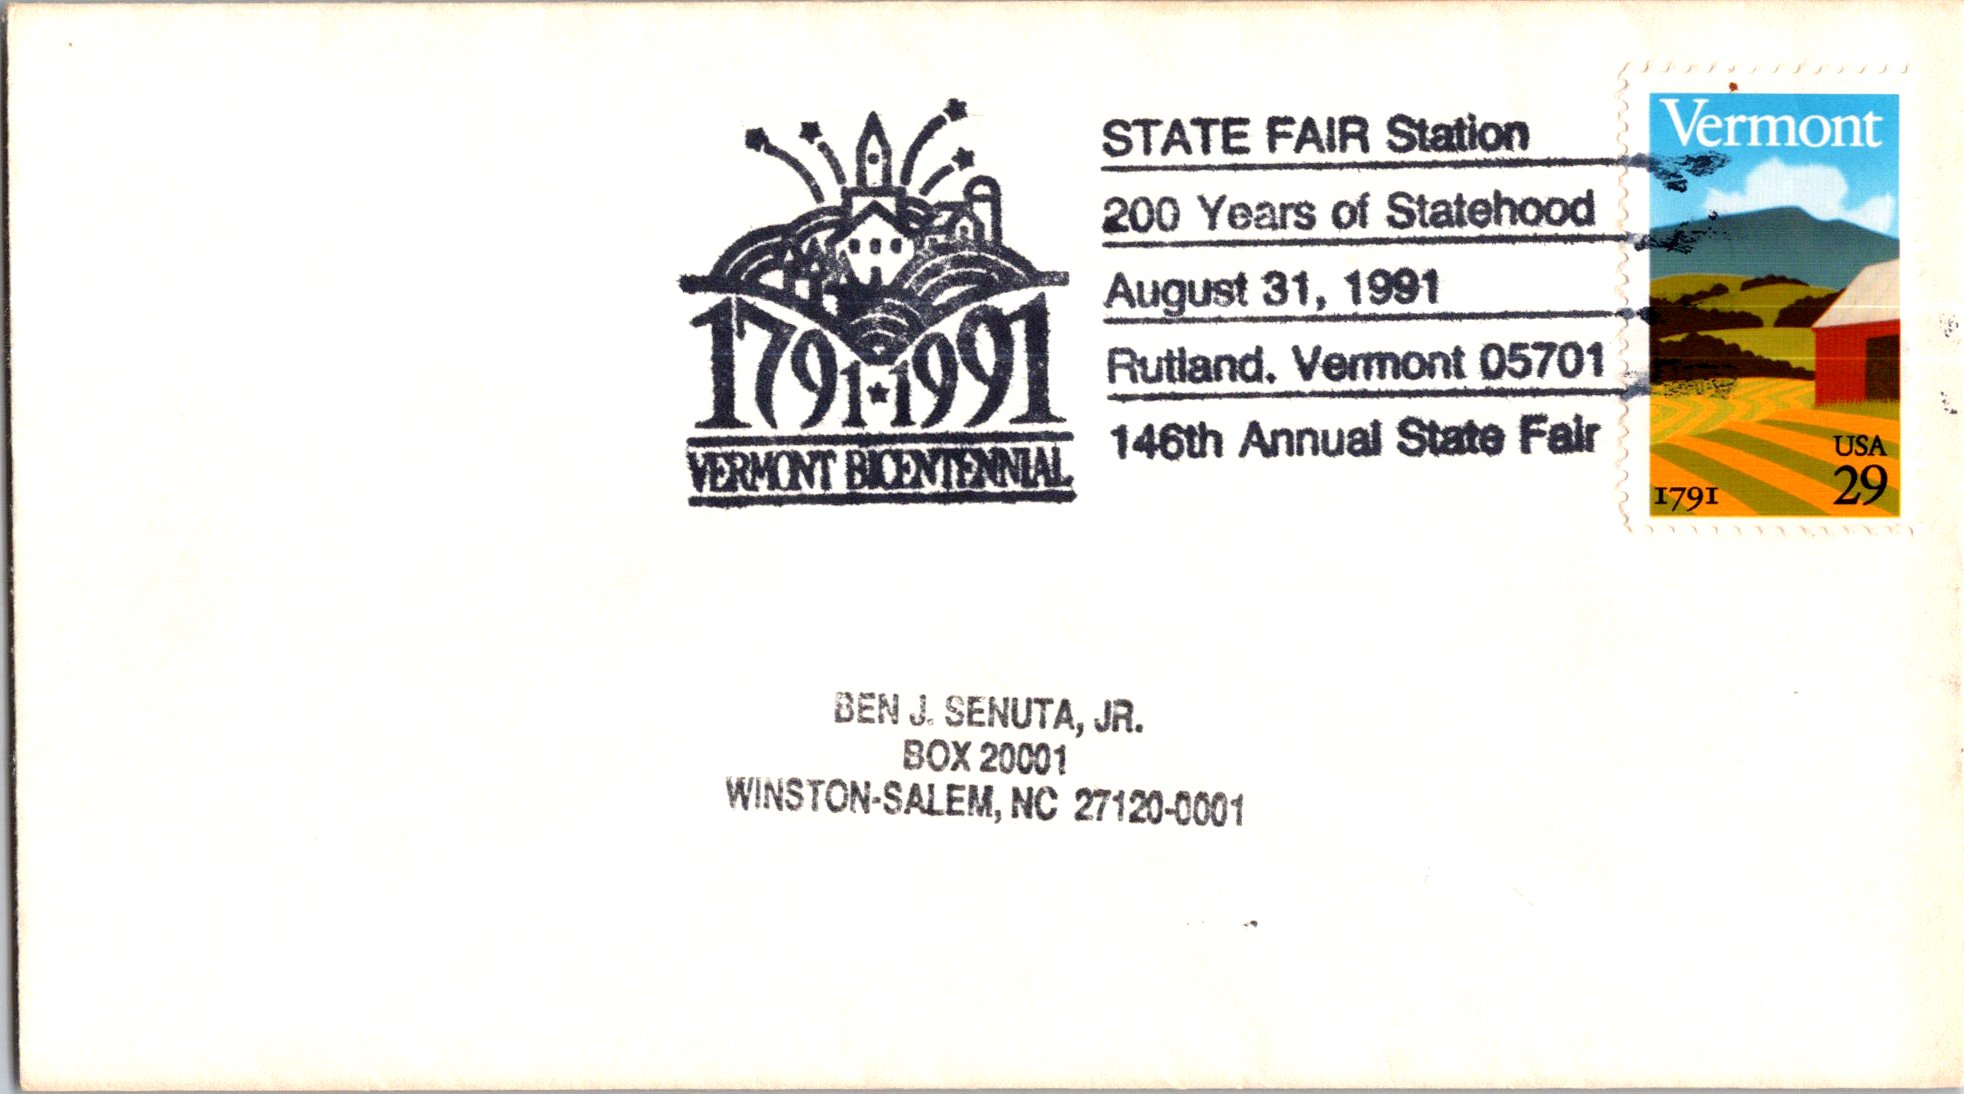 1791·1991
VERMONT BICENTENNIAL
STATE FAIR Station
200 Years of Statehood
August 31, 1991
Rutland, Vermont 05701
146th Annual State Fair
Vermont
USA
29
1791
BEN J. SENUTA, JR.
BOX 20001
WINSTON-SALEM, NC 27120-0001